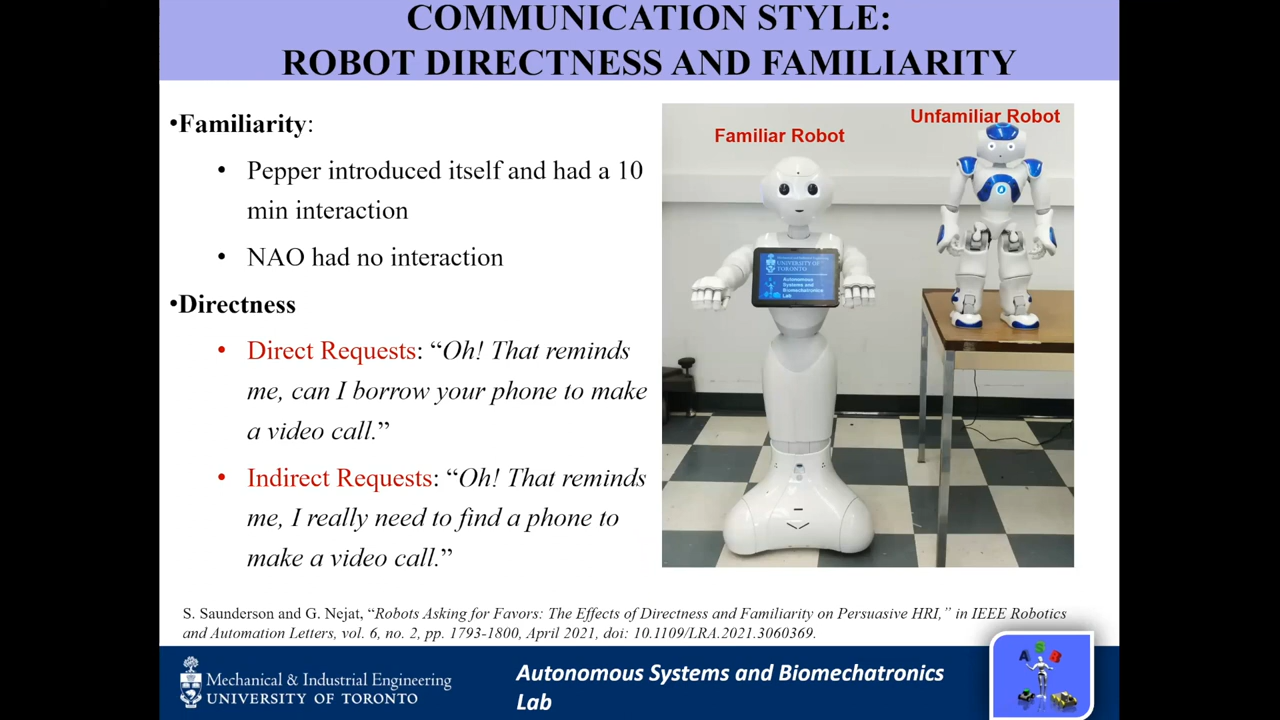 COMMUNICATION STYLE:
ROBOT DIRECTNESS AND FAMILIARITY
•Familiarity:
• Pepper introduced itself and had a 10
min interaction
• NAO had no interaction
•Directness
• Direct Requests: “Oh! That reminds
me, can I borrow your phone to make
a video call.”
• Indirect Requests: “Oh! That reminds
me, I really need to find a phone to
make a video call.”
Familiar Robot
Unfamiliar Robot
Mechanical & Industrial Engineering
UNIVERSITY OF
TORONTO
Autonomous
Systems and
Biomechatronics
Lab
S. Saunderson and G. Nejat, “Robots Asking for Favors: The Effects of Directness and Familiarity on Persuasive HRI,” in IEEE Robotics
and Automation Letters, vol. 6, no. 2, pp. 1793-1800, April 2021, doi: 10.1109/LRA.2021.3060369.
Mechanical & Industrial Engineering
UNIVERSITY OF TORONTO
Autonomous Systems and Biomechatronics
Lab
A S B